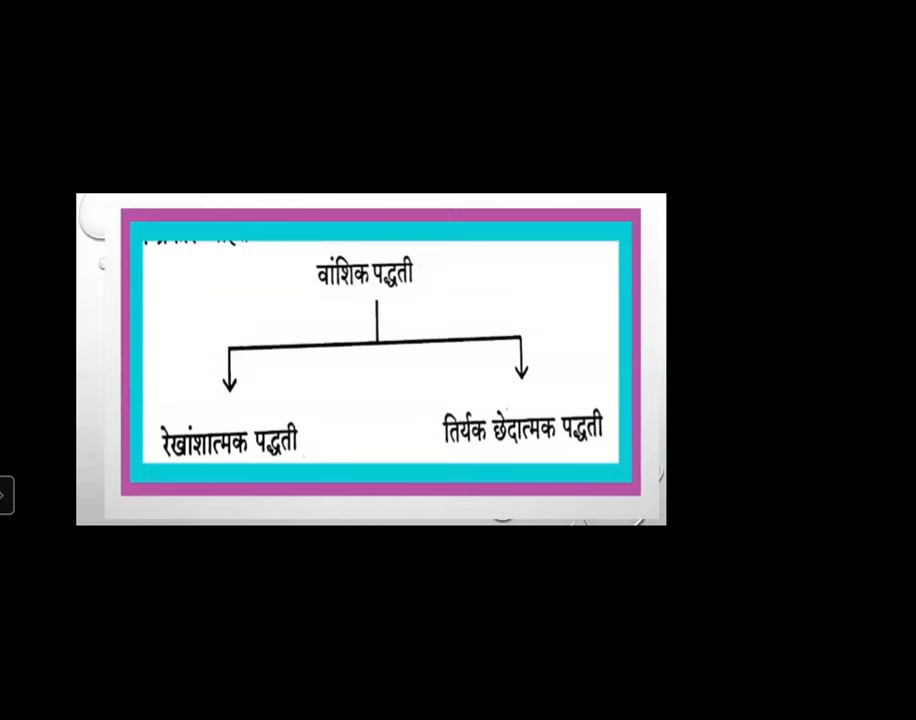 वांशिक पद्धती
रेखांशात्मक पद्धती
तिर्यक छेदात्मक पद्धती